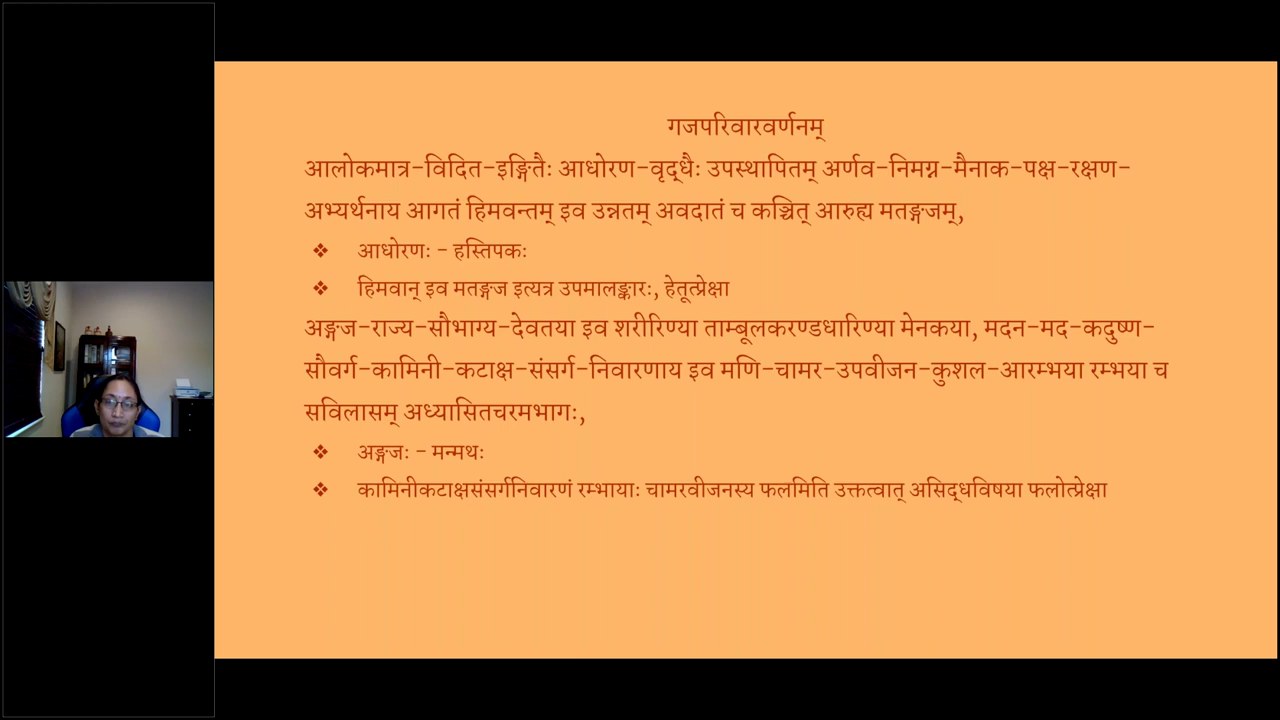 गजपरिवारवर्णनम्
आलोकमात्र-विदित-इङ्गितैः आधोरण-वृद्धैः उपस्थापितम् अर्णव-निमग्न-मैनाक-पक्ष-रक्षण-
अभ्यर्थनाय आगतं हिमवन्तम् इव उन्नतम् अवदातं च कञ्चित् आरुह्य मतङ्गजम्,
❖ आधोरणः - हस्तिपकः
❖ हिमवान् इव मतङ्गज इत्यत्र उपमालङ्कारः, हेतूत्प्रेक्षा
अङ्गज-राज्य-सौभाग्य-देवतया इव शरीरिण्या ताम्बूलकरण्डधारिण्या मेनकया, मदन-मद-कदुष्ण-
सौवर्ग-कामिनी-कटाक्ष-संसर्ग-निवारणाय इव मणि-चामर-उपवीजन-कुशल-आरम्भया रम्भया च
सविलासम् अध्यासितचरमभागः,
❖ अङ्गजः - मन्मथः
❖ कामिनीकटाक्षसंसर्गनिवारणं रम्भायाः चामरवीजनस्य फलमिति उक्तत्वात् असिद्धविषया फलोत्प्रेक्षा